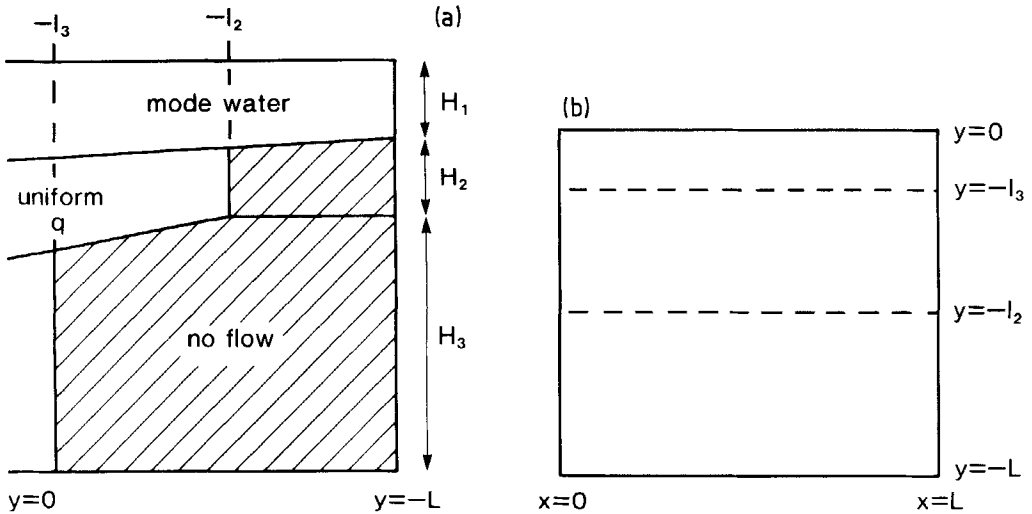 −l₃
−l₂
(a)
mode water
H₁
uniform
q
H₂
no flow
H₃
y=0
y=−L
(b)
y=0
y=−l₃
y=−l₂
y=−L
x=0
x=L